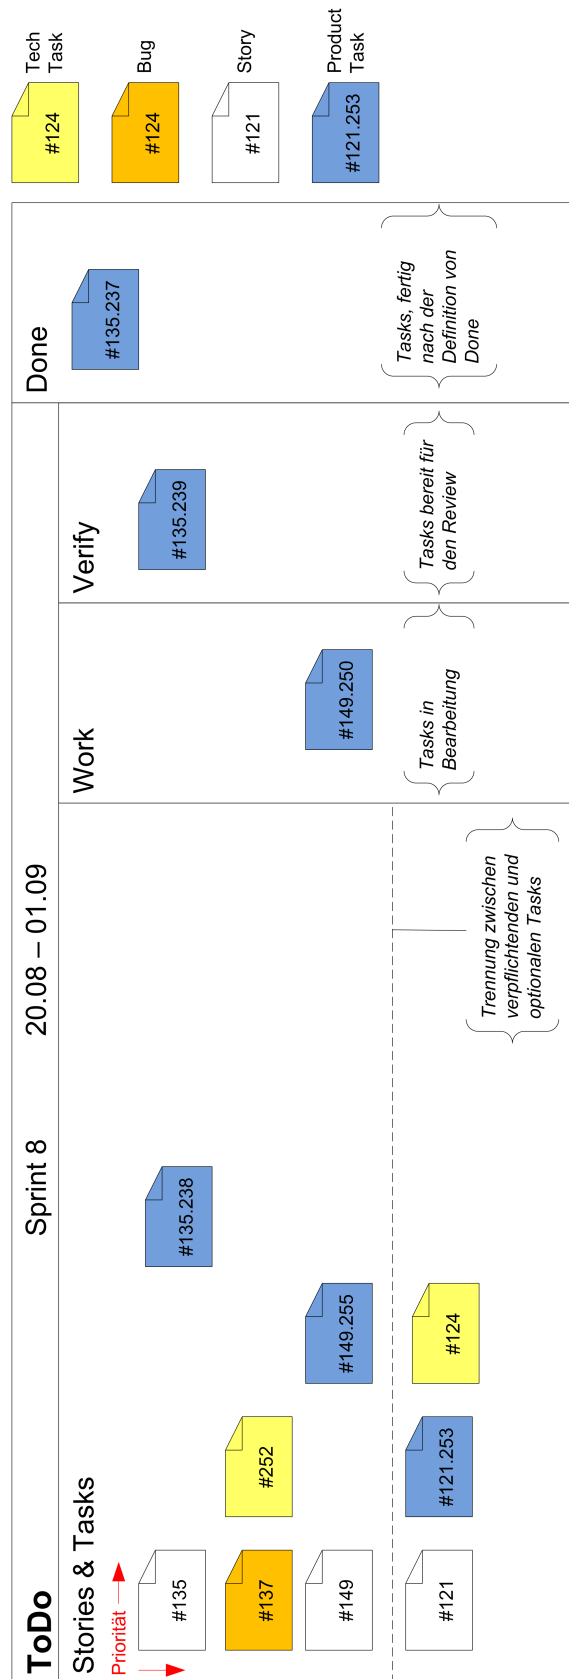 ToDo
Sprint 8
20.08 – 01.09
Done
Stories & Tasks
Work
Verify
Priorität
#135
#135.238
#135.239
#135.237
#137
#252
#149
#149.255
#149.250
#121
#121.253
#124
Trennung zwischen
verpflichtenden und
optionalen Tasks
Tasks in
Bearbeitung
Tasks bereit für
den Review
Tasks, fertig
nach der
Definition von
Done
#124
Tech
Task
#124
Bug
#121
Story
#121.253
Product
Task